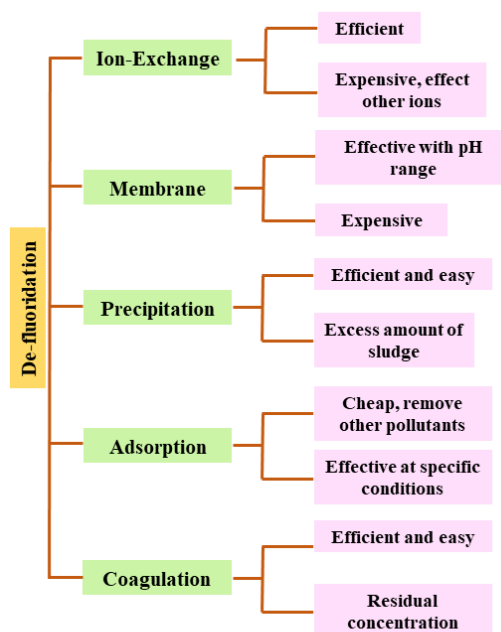 De-fluoridation
Ion-Exchange
Efficient
Expensive, effect
other ions
Membrane
Effective with pH
range
Expensive
Precipitation
Efficient and easy
Excess amount of
sludge
Adsorption
Cheap, remove
other pollutants
Effective at specific
conditions
Coagulation
Efficient and easy
Residual
concentration